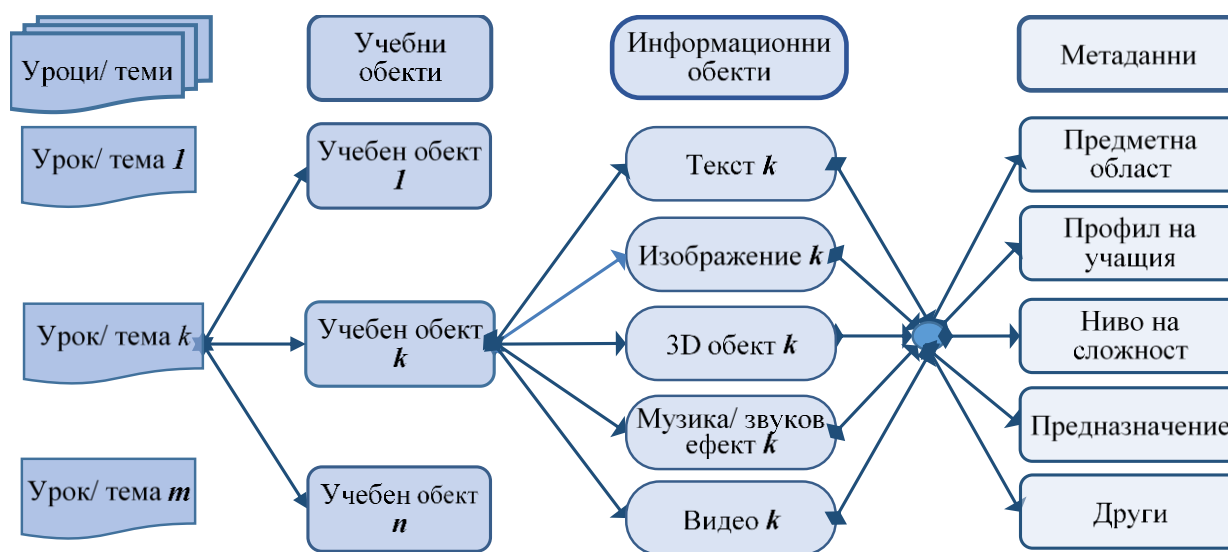 Уроци/ теми
Учебни
обекти
Информационни
обекти
Метаданни
Урок/ тема 1
Учебен обект
1
Текст k
Предметна
област
Изображение k
Профил на
учащия
Урок/ тема k
Учебен обект
k
3D обект k
Ниво на
сложност
Музика/ звуков
ефект k
Предназначение
Урок/ тема m
Учебен обект
n
Видео k
Други